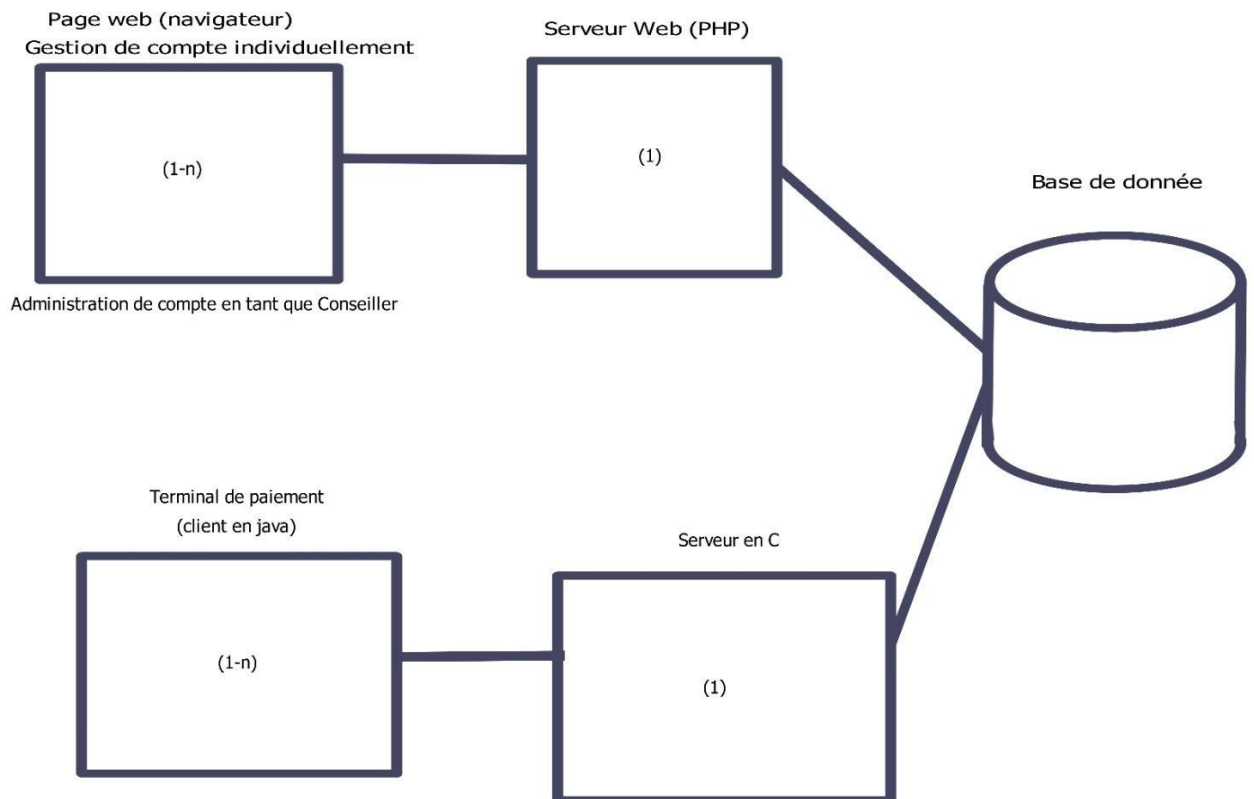 Page web (navigateur)
Gestion de compte individuellement
(1-n)
Administration de compte en tant que Conseiller
Serveur Web (PHP)
(1)
Base de donnée
Terminal de paiement
(client en java)
(1-n)
Serveur en C
(1)